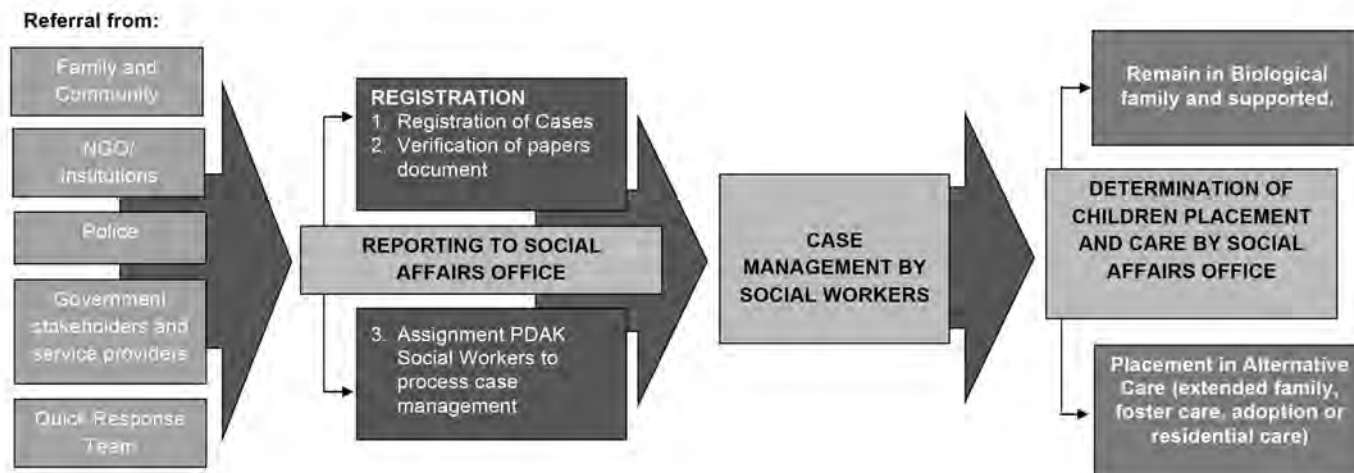 Referral from:
Family and
Community
NGO/
Institutions
Police
Government
stakeholders and
service providers
Quick Response
Team
REGISTRATION
1. Registration of Cases
2. Verification of papers
document
REPORTING TO SOCIAL
AFFAIRS OFFICE
3. Assignment PDAK
Social Workers to
process case
management
CASE
MANAGEMENT BY
SOCIAL WORKERS
Remain in Biological
family and supported.
DETERMINATION OF
CHILDREN PLACEMENT
AND CARE BY SOCIAL
AFFAIRS OFFICE
Placement in Alternative
Care (extended family,
foster care, adoption or
residential care)